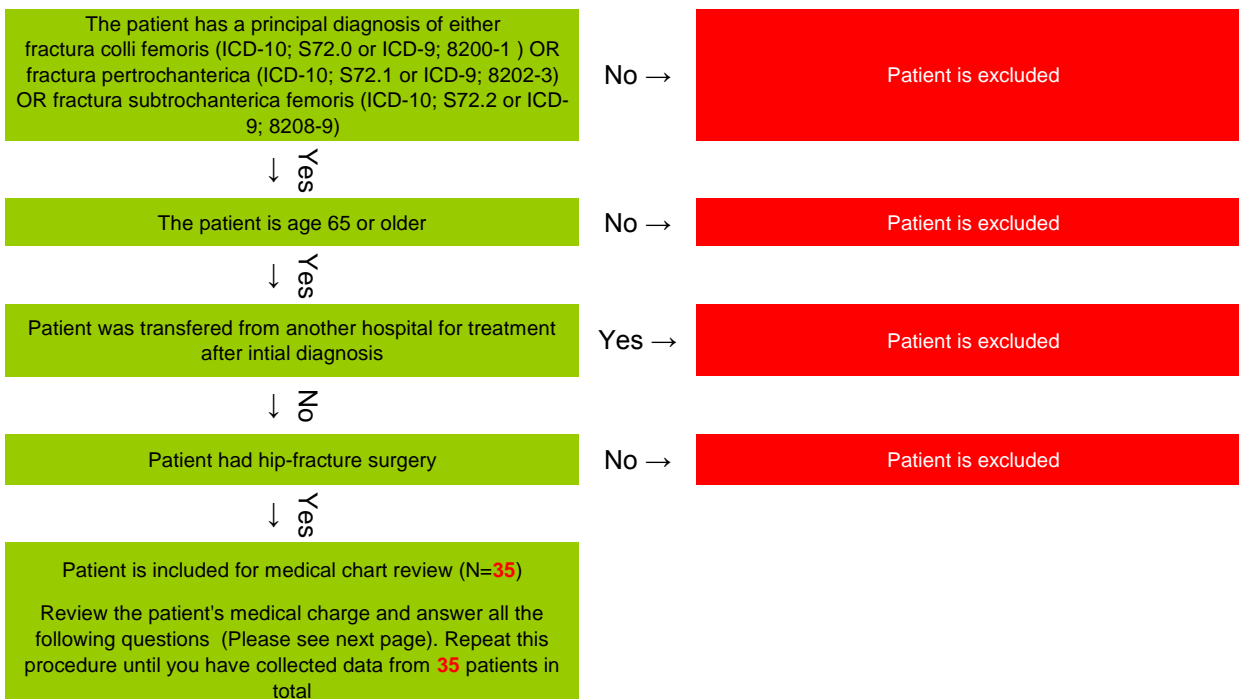 The patient has a principal diagnosis of either
fractura colli femoris (ICD-10; S72.0 or ICD-9; 8200-1 ) OR
fractura pertrochanterica (ICD-10; S72.1 or ICD-9; 8202-3)
OR fractura subtrochanterica femoris (ICD-10; S72.2 or ICD-
9; 8208-9)
No →
Patient is excluded
↓ Yes
The patient is age 65 or older
No →
Patient is excluded
↓ Yes
Patient was transfered from another hospital for treatment
after intial diagnosis
Yes →
Patient is excluded
↓ No
Patient had hip-fracture surgery
No →
Patient is excluded
↓ Yes
Patient is included for medical chart review (N=35)
Review the patient's medical charge and answer all the
following questions  (Please see next page). Repeat this
procedure until you have collected data from 35 patients in
total